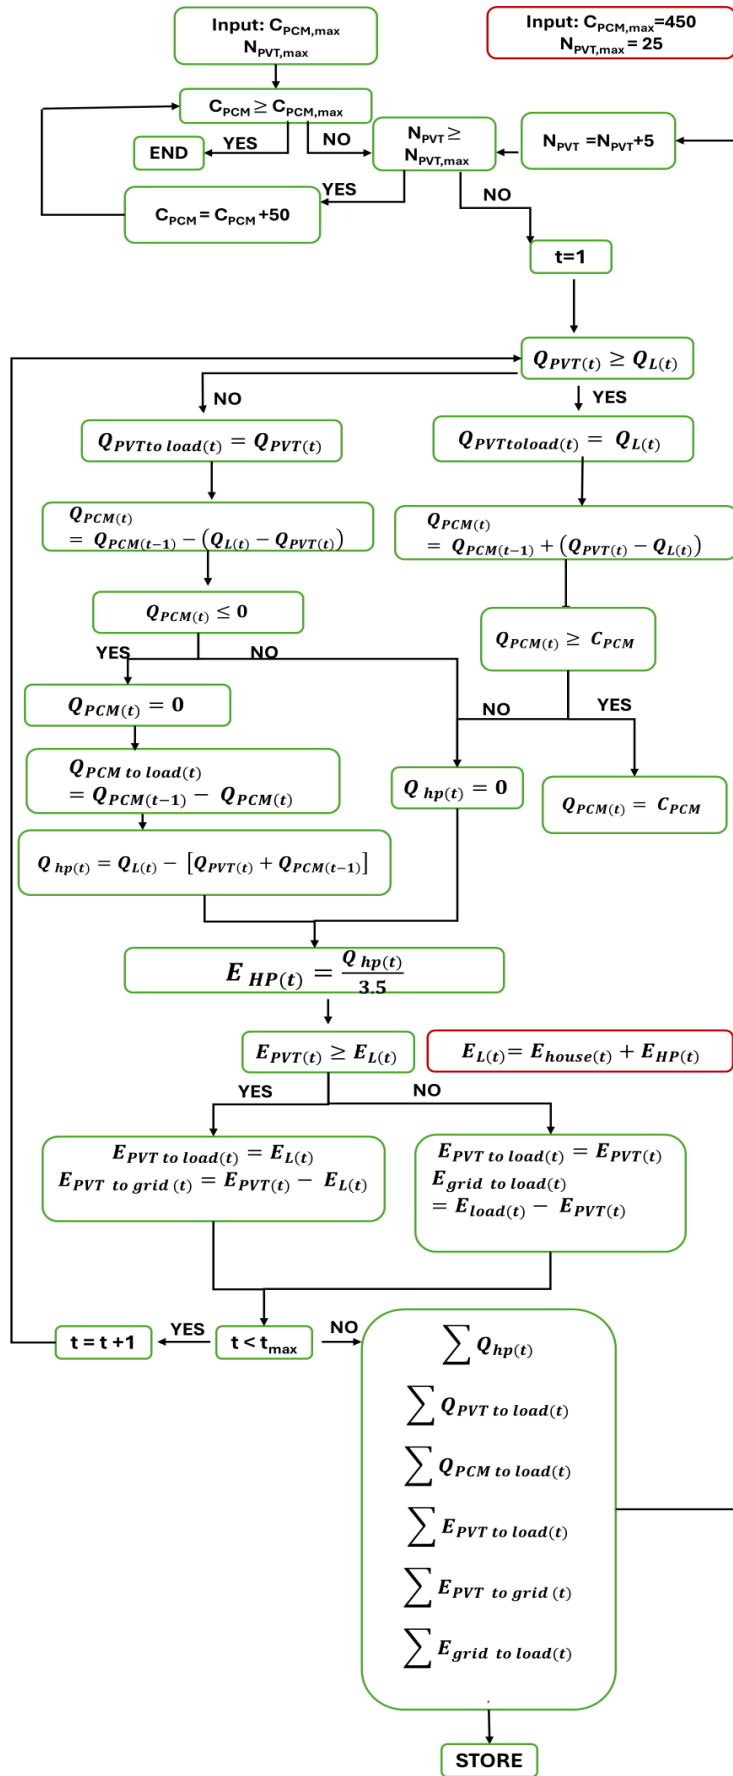 Input: C_PCM,max
N_PVT,max
Input: C_PCM,max=450
N_PVT,max = 25
C_PCM ≥ C_PCM,max
YES
NO
END
N_PVT ≥
N_PVT,max
N_PVT =N_PVT+5
YES
NO
C_PCM = C_PCM +50
t=1
Q_PVT(t) ≥ Q_L(t)
NO
YES
Q_PVT to load(t) = Q_PVT(t)
Q_PVTtoload(t) = Q_L(t)
Q_PCM(t)
= Q_PCM(t−1) − (Q_L(t) − Q_PVT(t))
Q_PCM(t)
= Q_PCM(t−1) + (Q_PVT(t) − Q_L(t))
Q_PCM(t) ≤ 0
Q_PCM(t) ≥ C_PCM
YES
NO
NO
YES
Q_PCM(t) = 0
Q_PCM to load(t)
= Q_PCM(t−1) − Q_PCM(t)
Q_hp(t) = 0
Q_PCM(t) = C_PCM
Q_hp(t) = Q_L(t) − [Q_PVT(t) + Q_PCM(t−1)]
E_HP(t) = Q_hp(t) / 3.5
E_PVT(t) ≥ E_L(t)
E_L(t) = E_house(t) + E_HP(t)
YES
NO
E_PVT to load(t) = E_L(t)
E_PVT to grid (t) = E_PVT(t) − E_L(t)
E_PVT to load(t) = E_PVT(t)
E_grid to load(t)
= E_load(t) − E_PVT(t)
t = t +1
YES
t < t_max
NO
∑ Q_hp(t)
∑ Q_PVT to load(t)
∑ Q_PCM to load(t)
∑ E_PVT to load(t)
∑ E_PVT to grid (t)
∑ E_grid to load(t)
.
STORE